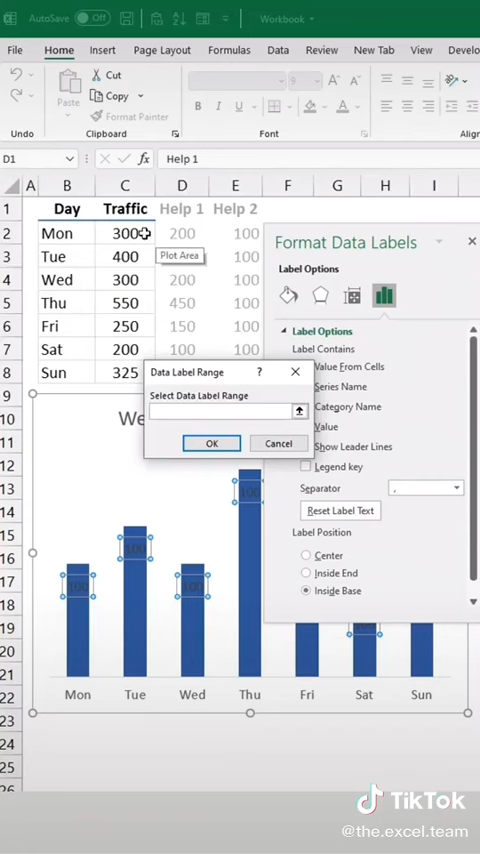 AutoSave Off Workbook
File Home Insert Page Layout Formulas Data Review New Tab View Develo
Cut
Copy
Paste Format Painter
9
B I U
Undo Clipboard Font Align
D1 fx Help 1
A B C D E F G H I
1 Day Traffic Help 1 Help 2
2 Mon 300 200 100
3 Tue 400 100
Plot Area
4 Wed 300 200 100
5 Thu 550 450 100
6 Fri 250 150 100
7 Sat 200 100 100
8 Sun 325
Format Data Labels
Label Options
Label Options
Label Contains
Value From Cells
Series Name
Category Name
Value
Show Leader Lines
Legend key
Separator ,
Reset Label Text
Label Position
Center
Inside End
Inside Base
Data Label Range ? ×
Select Data Label Range
OK Cancel
We
10
11
12
13
14
15
16
17
18
19
20
21
22
23
24
25
26
100 100 100 100
Mon Tue Wed Thu Fri Sat Sun
TikTok
@the.excel.team